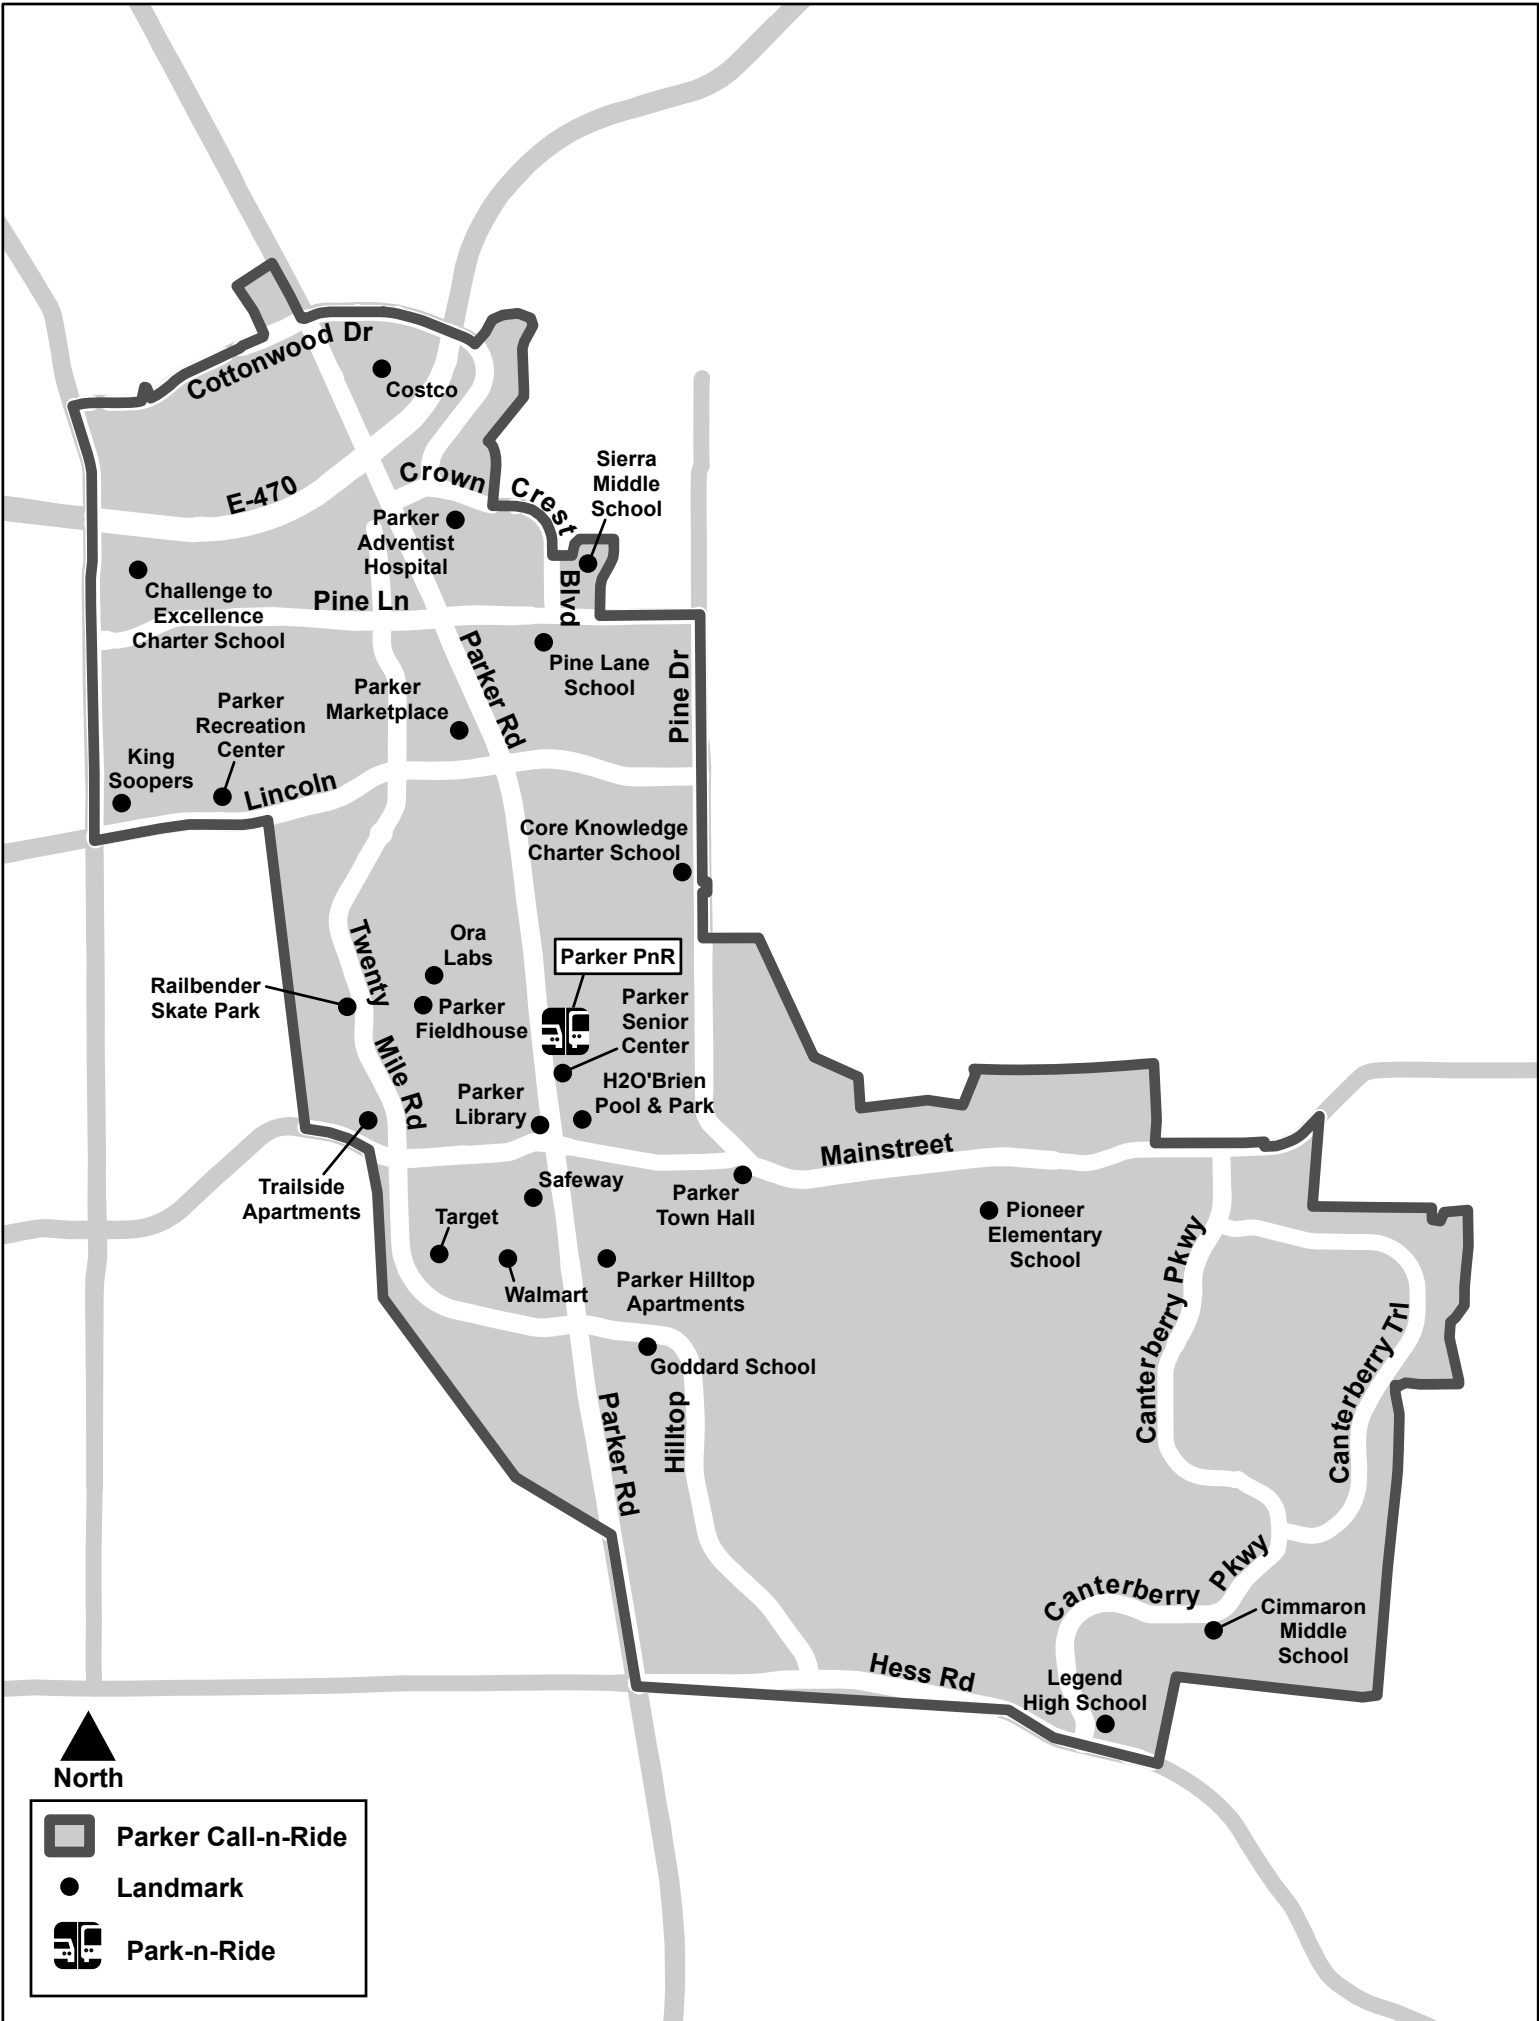 Cottonwood Dr
Costco
E-470
Crown
Crest
Blvd
Sierra
Middle
School
Parker
Adventist
Hospital
Challenge to
Excellence
Charter School
Pine Ln
Parker Rd
Pine Lane
School
Pine Dr
Parker
Marketplace
Parker
Recreation
Center
King
Soopers
Lincoln
Core Knowledge
Charter School
Twenty
Mile Rd
Ora
Labs
Parker PnR
Railbender
Skate Park
Parker
Fieldhouse
Parker
Senior
Center
H2O'Brien
Pool & Park
Parker
Library
Mainstreet
Trailside
Apartments
Safeway
Parker
Town Hall
Target
Walmart
Parker Hilltop
Apartments
Pioneer
Elementary
School
Canterberry Pkwy
Canterberry Trl
Goddard School
Parker Rd
Hilltop
Canterberry
Pkwy
Cimmaron
Middle
School
Hess Rd
Legend
High School
North
Parker Call-n-Ride
Landmark
Park-n-Ride